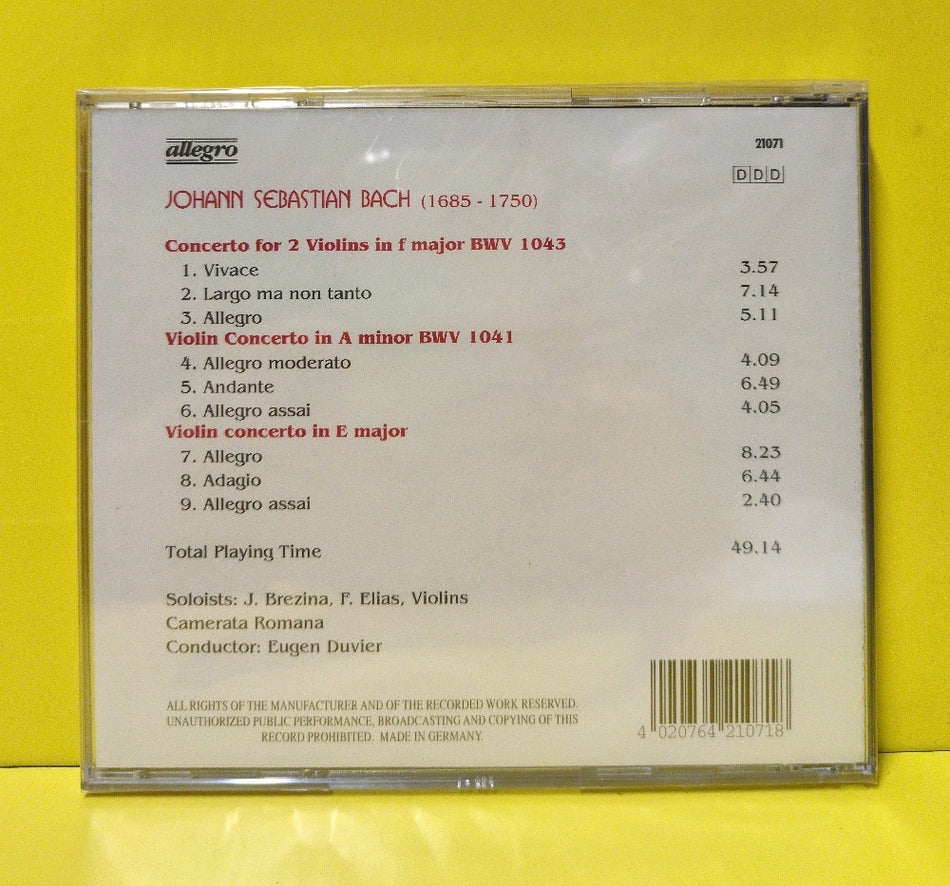 allegro 21071
DDD
JOHANN SEBASTIAN BACH (1685 - 1750)
Concerto for 2 Violins in f major BWV 1043
1. Vivace 3.57
2. Largo ma non tanto 7.14
3. Allegro 5.11
Violin Concerto in A minor BWV 1041
4. Allegro moderato 4.09
5. Andante 6.49
6. Allegro assai 4.05
Violin concerto in E major
7. Allegro 8.23
8. Adagio 6.44
9. Allegro assai 2.40
Total Playing Time 49.14
Soloists: J. Brezina, F. Elias, Violins
Camerata Romana
Conductor: Eugen Duvier
ALL RIGHTS OF THE MANUFACTURER AND OF THE RECORDED WORK RESERVED.
UNAUTHORIZED PUBLIC PERFORMANCE, BROADCASTING AND COPYING OF THIS
RECORD PROHIBITED. MADE IN GERMANY.
4 020764 210718